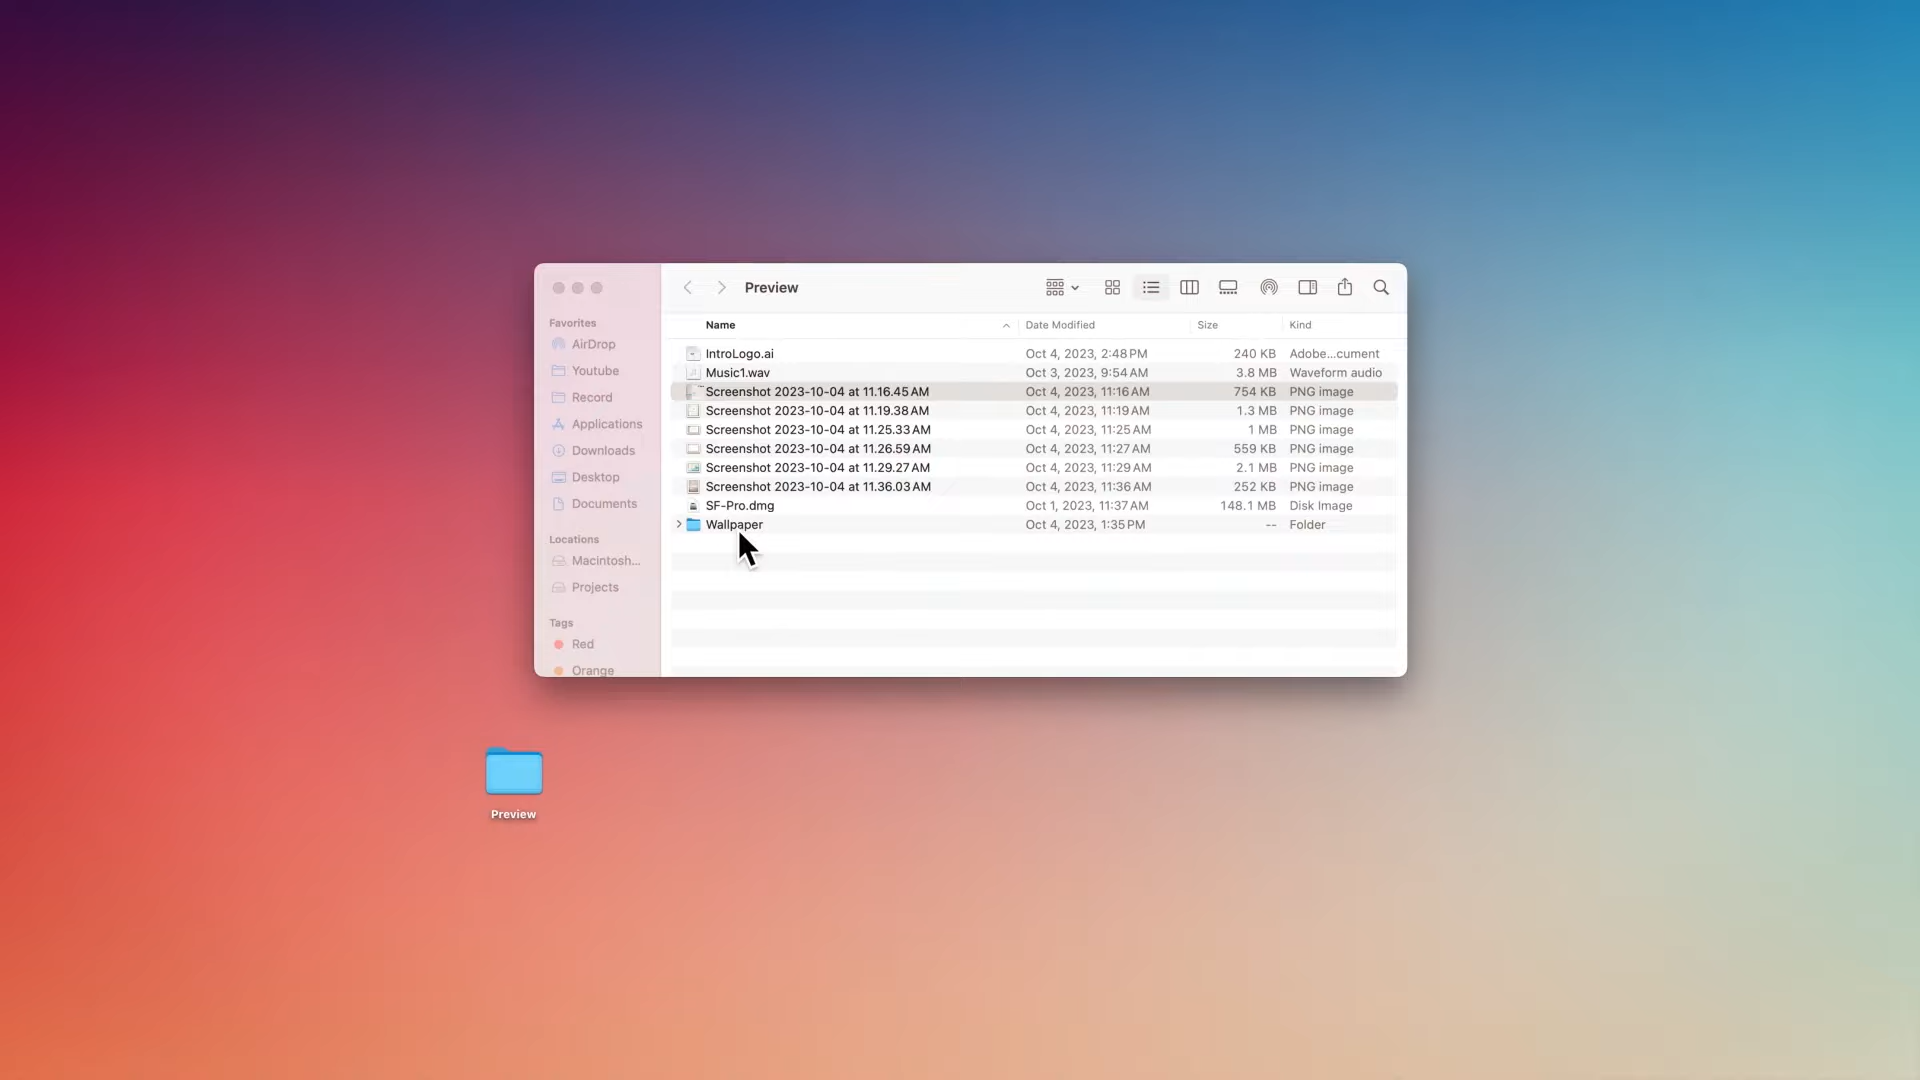 Preview
Favorites
AirDrop
Youtube
Record
Applications
Downloads
Desktop
Documents
Locations
Macintosh...
Projects
Tags
Red
Orange
Name Date Modified Size Kind
IntroLogo.ai Oct 4, 2023, 2:48 PM 240 KB Adobe...cument
Music1.wav Oct 3, 2023, 9:54 AM 3.8 MB Waveform audio
Screenshot 2023-10-04 at 11.16.45 AM Oct 4, 2023, 11:16 AM 754 KB PNG image
Screenshot 2023-10-04 at 11.19.38 AM Oct 4, 2023, 11:19 AM 1.3 MB PNG image
Screenshot 2023-10-04 at 11.25.33 AM Oct 4, 2023, 11:25 AM 1 MB PNG image
Screenshot 2023-10-04 at 11.26.59 AM Oct 4, 2023, 11:27 AM 559 KB PNG image
Screenshot 2023-10-04 at 11.29.27 AM Oct 4, 2023, 11:29 AM 2.1 MB PNG image
Screenshot 2023-10-04 at 11.36.03 AM Oct 4, 2023, 11:36 AM 252 KB PNG image
SF-Pro.dmg Oct 1, 2023, 11:37 AM 148.1 MB Disk Image
Wallpaper Oct 4, 2023, 1:35 PM -- Folder
Preview